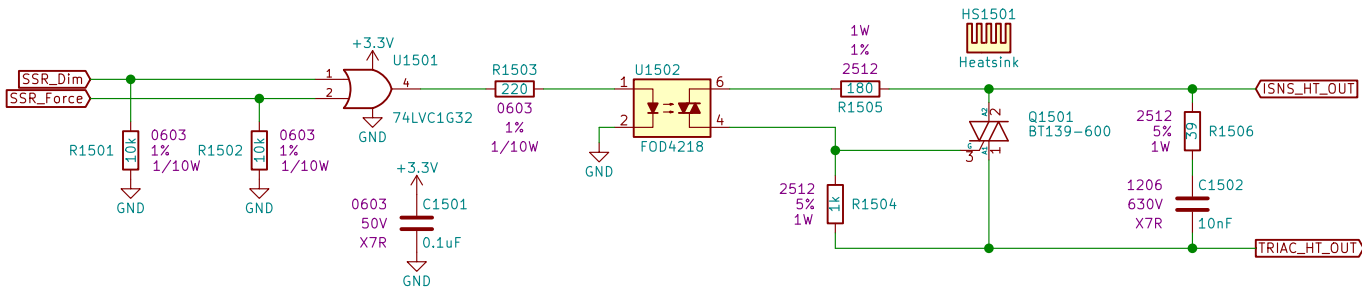 SSR_Dim
SSR_Force
R1501
10k
0603
1%
1/10W
GND
R1502
10k
0603
1%
1/10W
GND
+3.3V
U1501
1
2
4
74LVC1G32
GND
+3.3V
0603
50V
X7R
C1501
0.1uF
GND
R1503
220
0603
1%
1/10W
U1502
1
2
6
4
FOD4218
GND
1W
1%
2512
180
R1505
2512
5%
1W
1k
R1504
HS1501
Heatsink
Q1501
BT139-600
A2
2
G
3
A1
1
ISNS_HT_OUT
2512
5%
1W
39
R1506
1206
630V
X7R
C1502
10nF
TRIAC_HT_OUT